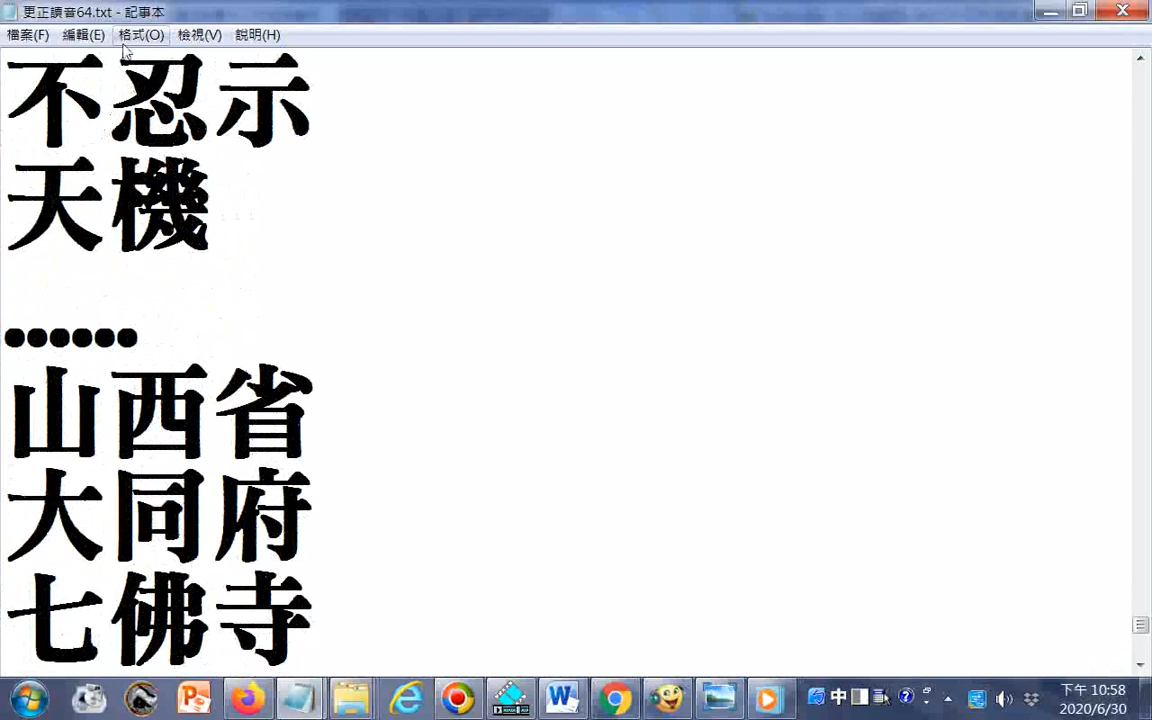 更正讀音64.txt - 記事本
檔案(F) 編輯(E) 格式(O) 檢視(V) 說明(H)
不忍示
天機
●●●●●●
山西省
大同府
七佛寺
中
下午 10:58
2020/6/30